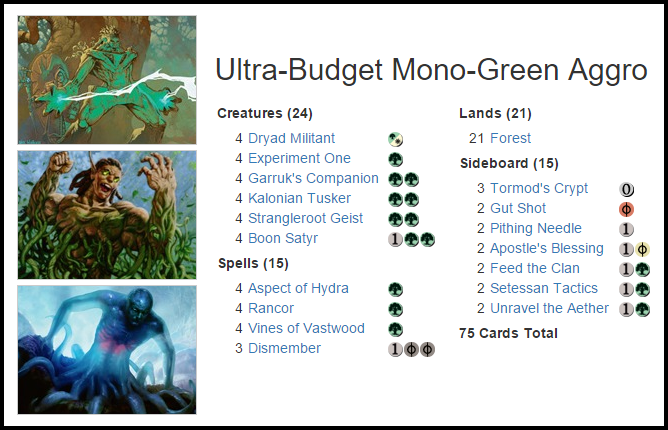 Ultra-Budget Mono-Green Aggro
Creatures (24)
4 Dryad Militant
4 Experiment One
4 Garruk's Companion
4 Kalonian Tusker
4 Strangleroot Geist
4 Boon Satyr 1
Spells (15)
4 Aspect of Hydra
4 Rancor
4 Vines of Vastwood
3 Dismember 1
Lands (21)
21 Forest
Sideboard (15)
3 Tormod's Crypt 0
2 Gut Shot
2 Pithing Needle 1
2 Apostle's Blessing 1
2 Feed the Clan 1
2 Setessan Tactics 1
2 Unravel the Aether 1
75 Cards Total